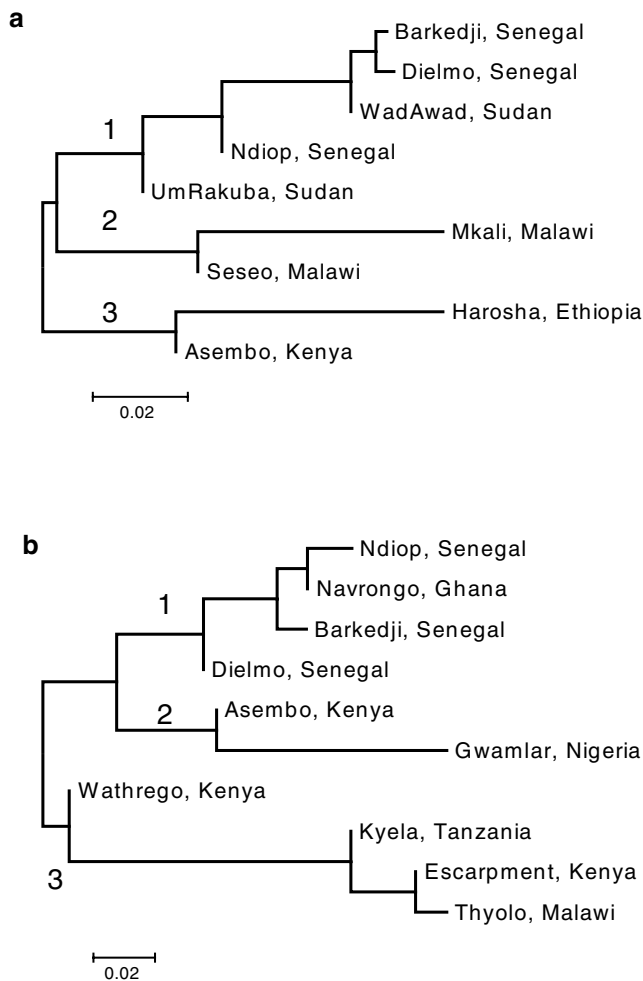 a
Barkedji, Senegal
Dielmo, Senegal
WadAwad, Sudan
1
Ndiop, Senegal
UmRakuba, Sudan
2
Mkali, Malawi
Seseo, Malawi
3
Harosha, Ethiopia
Asembo, Kenya
0.02
b
Ndiop, Senegal
Navrongo, Ghana
1
Barkedji, Senegal
Dielmo, Senegal
2
Asembo, Kenya
Gwamlar, Nigeria
Wathrego, Kenya
Kyela, Tanzania
Escarpment, Kenya
3
Thyolo, Malawi
0.02